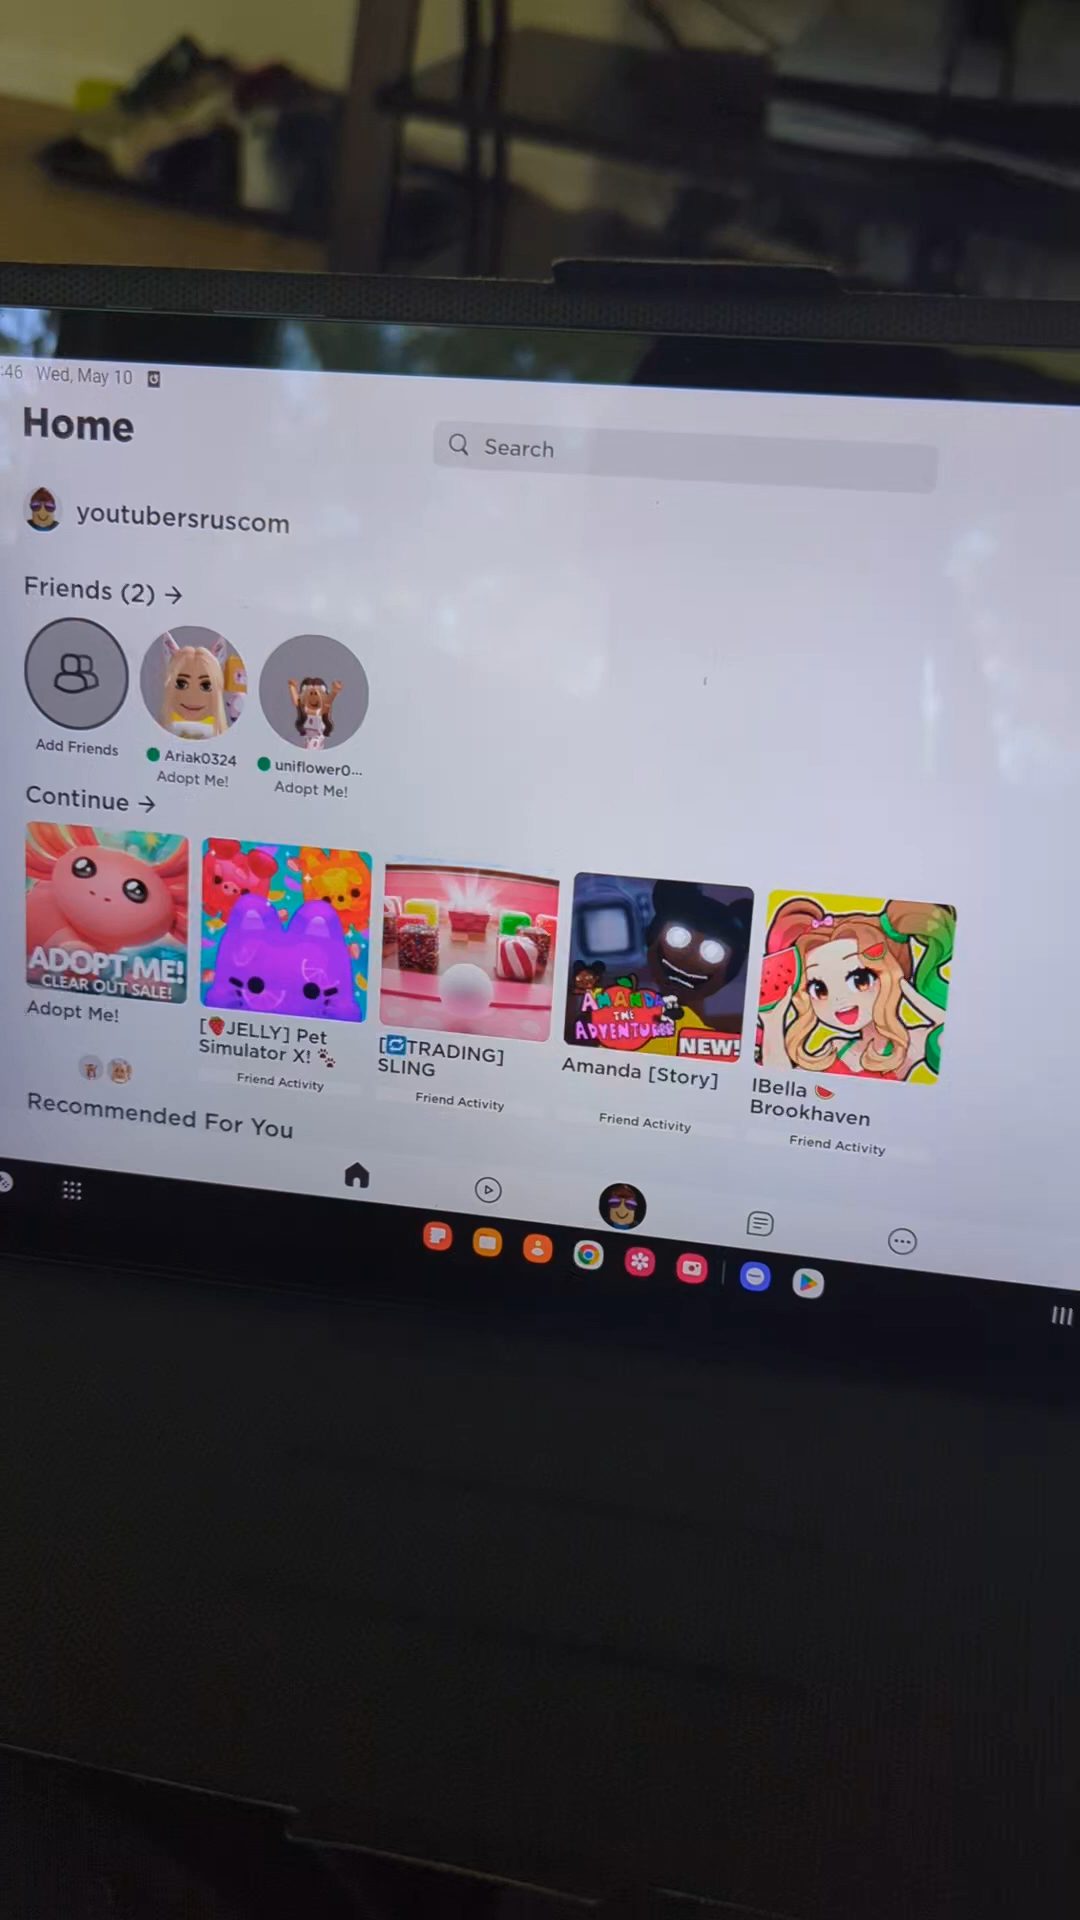 :46 Wed, May 10
Home
Search
youtubersruscom
Friends (2) →
Add Friends
Ariak0324
Adopt Me!
uniflower0...
Adopt Me!
Continue →
ADOPT ME!
CLEAR OUT SALE!
Adopt Me!
[🍓JELLY] Pet
Simulator X! 🐾
Friend Activity
[🔁TRADING]
SLING
Friend Activity
AMANDA
THE
ADVENTURER
NEW!
Amanda [Story]
Friend Activity
IBella 🍉
Brookhaven
Friend Activity
Recommended For You